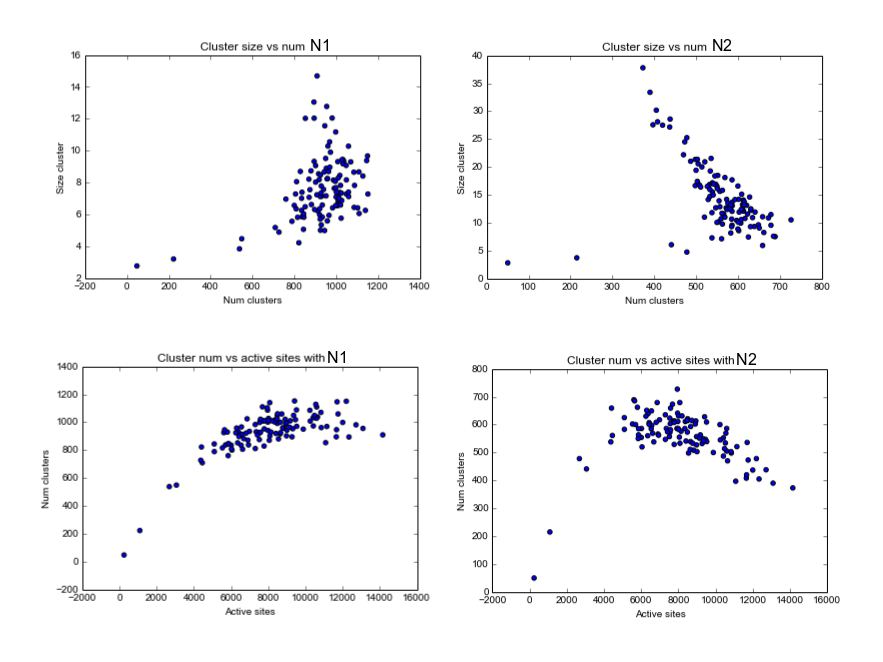 Cluster size vs num N1
16
14
12
10
8
6
4
2
Size cluster
-200 0 200 400 600 800 1000 1200 1400
Num clusters
Cluster size vs num N2
40
35
30
25
20
15
10
5
0
Size cluster
0 100 200 300 400 500 600 700 800
Num clusters
Cluster num vs active sites with N1
1400
1200
1000
800
600
400
200
0
-200
Num clusters
-2000 0 2000 4000 6000 8000 10000 12000 14000 16000
Active sites
Cluster num vs active sites with N2
800
700
600
500
400
300
200
100
0
Num clusters
-2000 0 2000 4000 6000 8000 10000 12000 14000 16000
Active sites